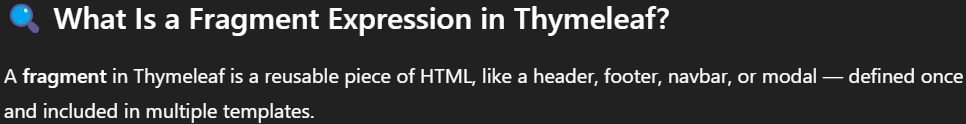 🔍 What Is a Fragment Expression in Thymeleaf?
A fragment in Thymeleaf is a reusable piece of HTML, like a header, footer, navbar, or modal — defined once
and included in multiple templates.